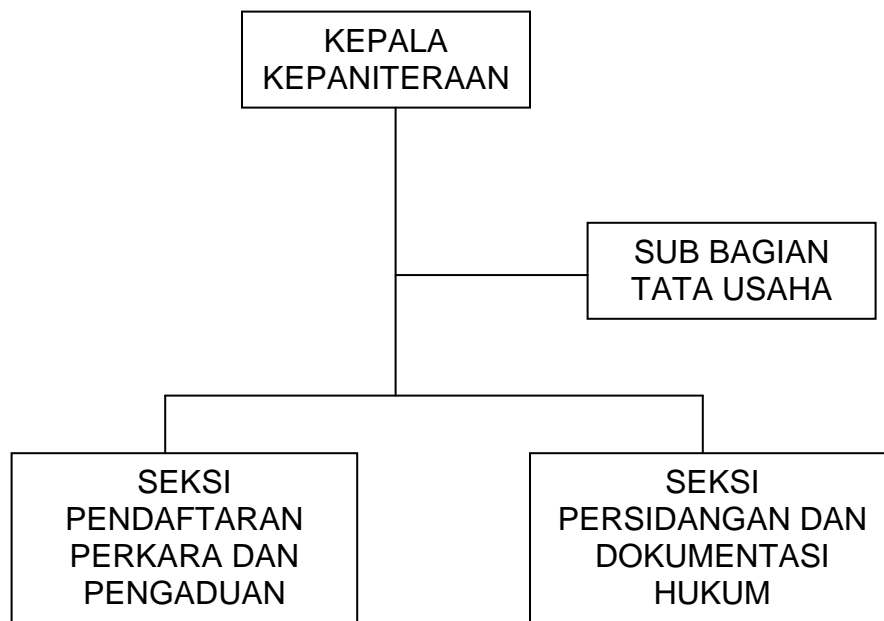 KEPALA
KEPANITERAAN
SUB BAGIAN
TATA USAHA
SEKSI
PENDAFTARAN
PERKARA DAN
PENGADUAN
SEKSI
PERSIDANGAN DAN
DOKUMENTASI
HUKUM